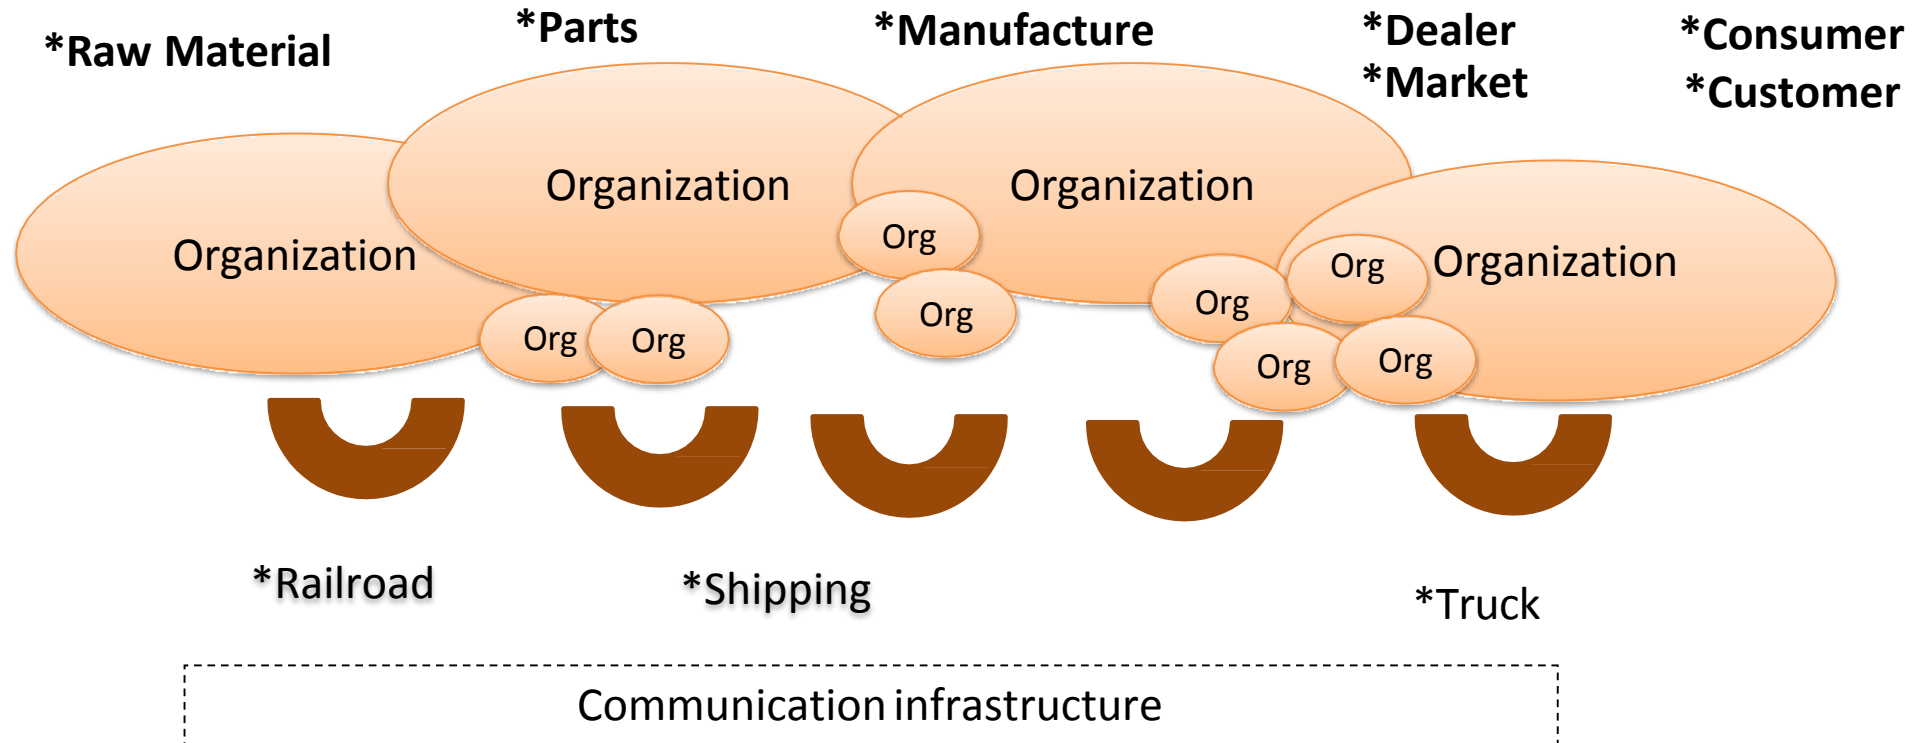 *Raw Material
*Parts
*Manufacture
*Dealer
*Market
*Consumer
*Customer
Organization
Organization
Organization
Organization
Org
Org
Org
Org
Org
Org
Org
Org
*Railroad
*Shipping
*Truck
Communication infrastructure